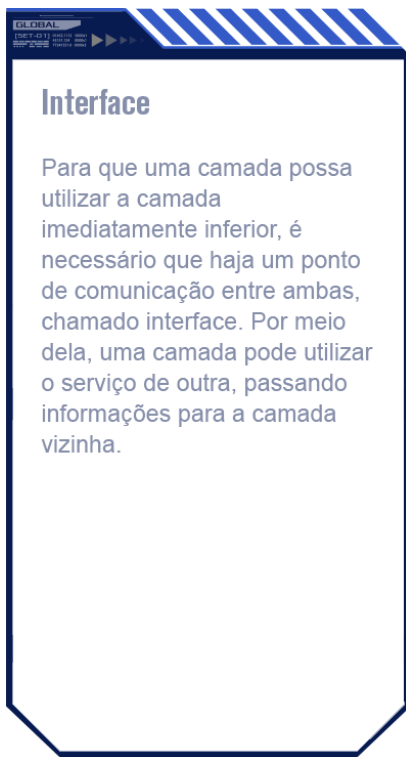 GLOBAL
[SET-01]
Interface
Para que uma camada possa
utilizar a camada
imediatamente inferior, é
necessário que haja um ponto
de comunicação entre ambas,
chamado interface. Por meio
dela, uma camada pode utilizar
o serviço de outra, passando
informações para a camada
vizinha.